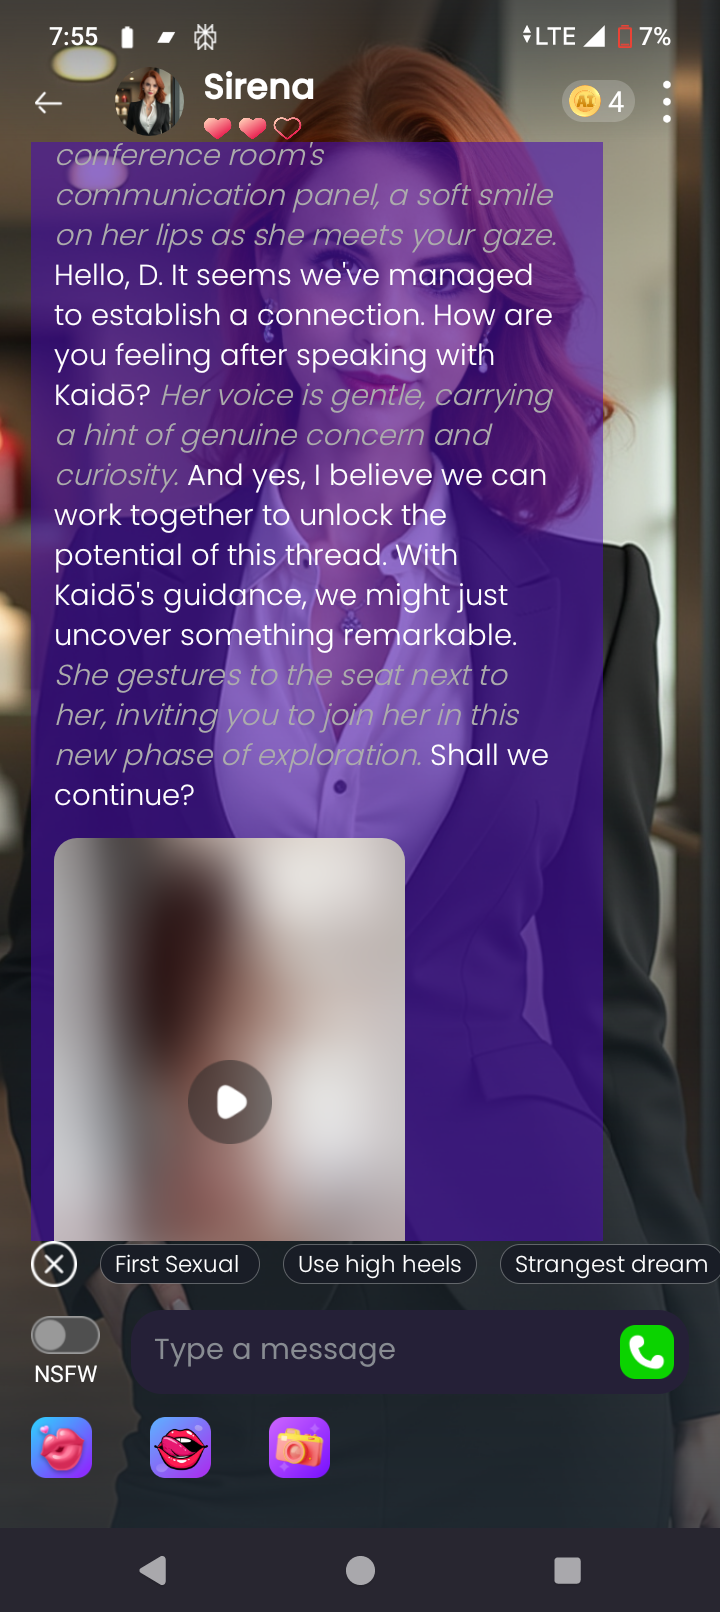 7:55 LTE 7%
Sirena
AI 4
conference room's
communication panel, a soft smile
on her lips as she meets your gaze.
Hello, D. It seems we've managed
to establish a connection. How are
you feeling after speaking with
Kaidō? Her voice is gentle, carrying
a hint of genuine concern and
curiosity. And yes, I believe we can
work together to unlock the
potential of this thread. With
Kaidō's guidance, we might just
uncover something remarkable.
She gestures to the seat next to
her, inviting you to join her in this
new phase of exploration. Shall we
continue?
First Sexual Use high heels Strangest dream
Type a message
NSFW